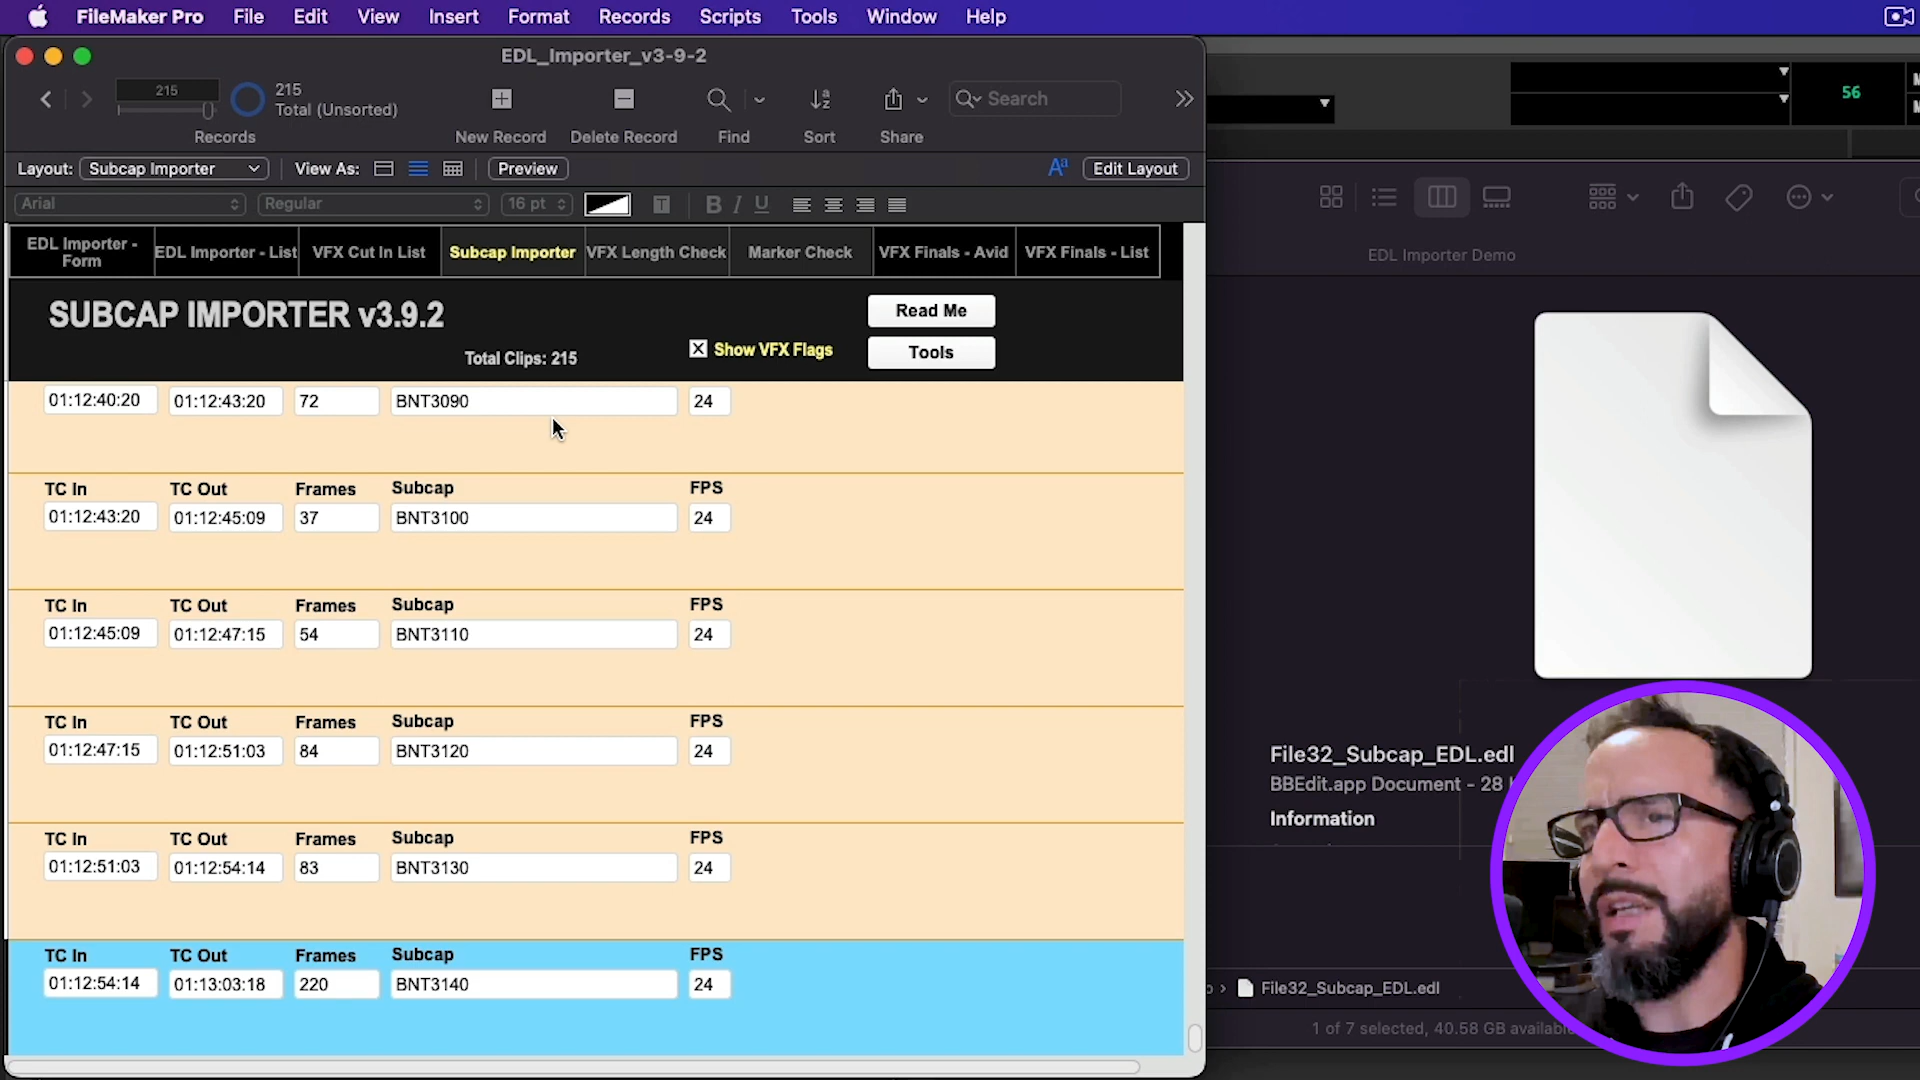 FileMaker Pro File Edit View Insert Format Records Scripts Tools Window Help
EDL_Importer_v3-9-2
215
215
Total (Unsorted)
Records New Record Delete Record Find Sort Share
Search
Layout: Subcap Importer View As: Preview Aa Edit Layout
Arial Regular 16 pt T B I U
EDL Importer - Form EDL Importer - List VFX Cut In List Subcap Importer VFX Length Check Marker Check VFX Finals - Avid VFX Finals - List
SUBCAP IMPORTER v3.9.2
Total Clips: 215
X Show VFX Flags
Read Me
Tools
01:12:40:20 01:12:43:20 72 BNT3090 24
TC In TC Out Frames Subcap FPS
01:12:43:20 01:12:45:09 37 BNT3100 24
TC In TC Out Frames Subcap FPS
01:12:45:09 01:12:47:15 54 BNT3110 24
TC In TC Out Frames Subcap FPS
01:12:47:15 01:12:51:03 84 BNT3120 24
TC In TC Out Frames Subcap FPS
01:12:51:03 01:12:54:14 83 BNT3130 24
TC In TC Out Frames Subcap FPS
01:12:54:14 01:13:03:18 220 BNT3140 24
56
EDL Importer Demo
File32_Subcap_EDL.edl
BBEdit.app Document - 28
Information
File32_Subcap_EDL.edl
1 of 7 selected, 40.58 GB available